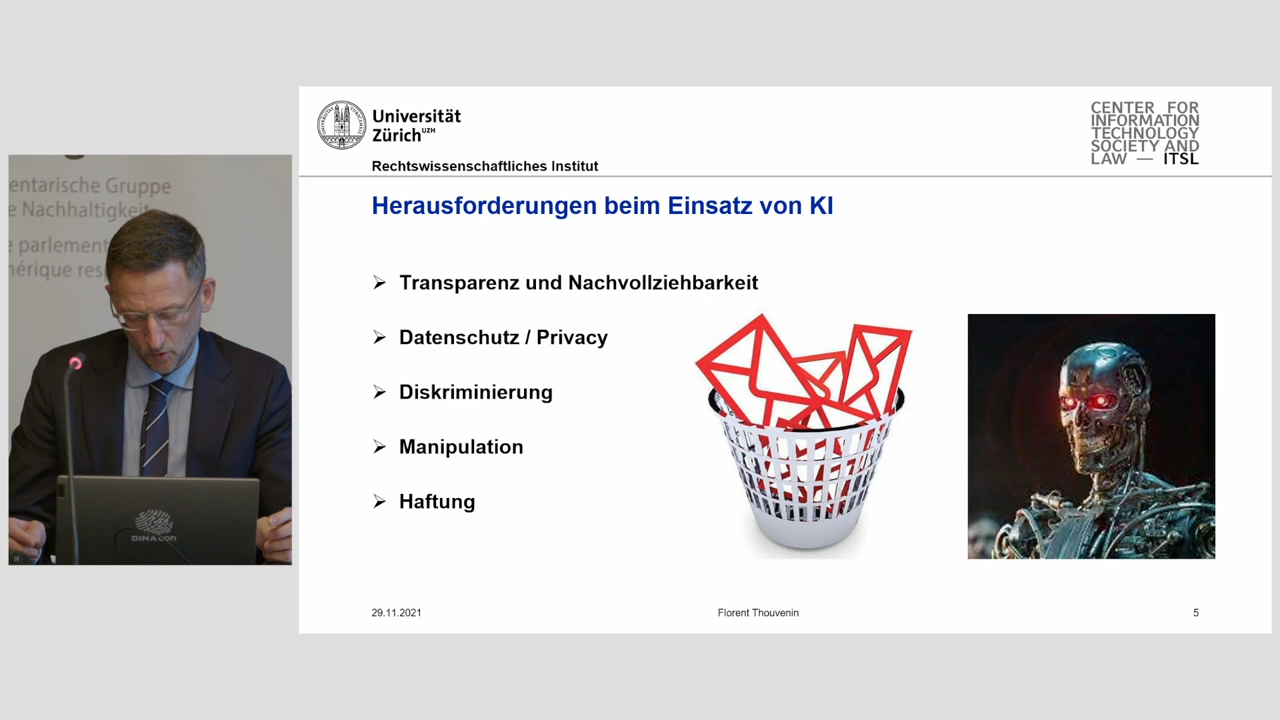 entarische Gruppe
e Nachhaltigkeit
e parlement
érique res
DINAcon
Universität
Zürich UZH
Rechtswissenschaftliches Institut
CENTER FOR
INFORMATION
TECHNOLOGY
SOCIETY AND
LAW — ITSL
Herausforderungen beim Einsatz von KI
Transparenz und Nachvollziehbarkeit
Datenschutz / Privacy
Diskriminierung
Manipulation
Haftung
29.11.2021
Florent Thouvenin
5